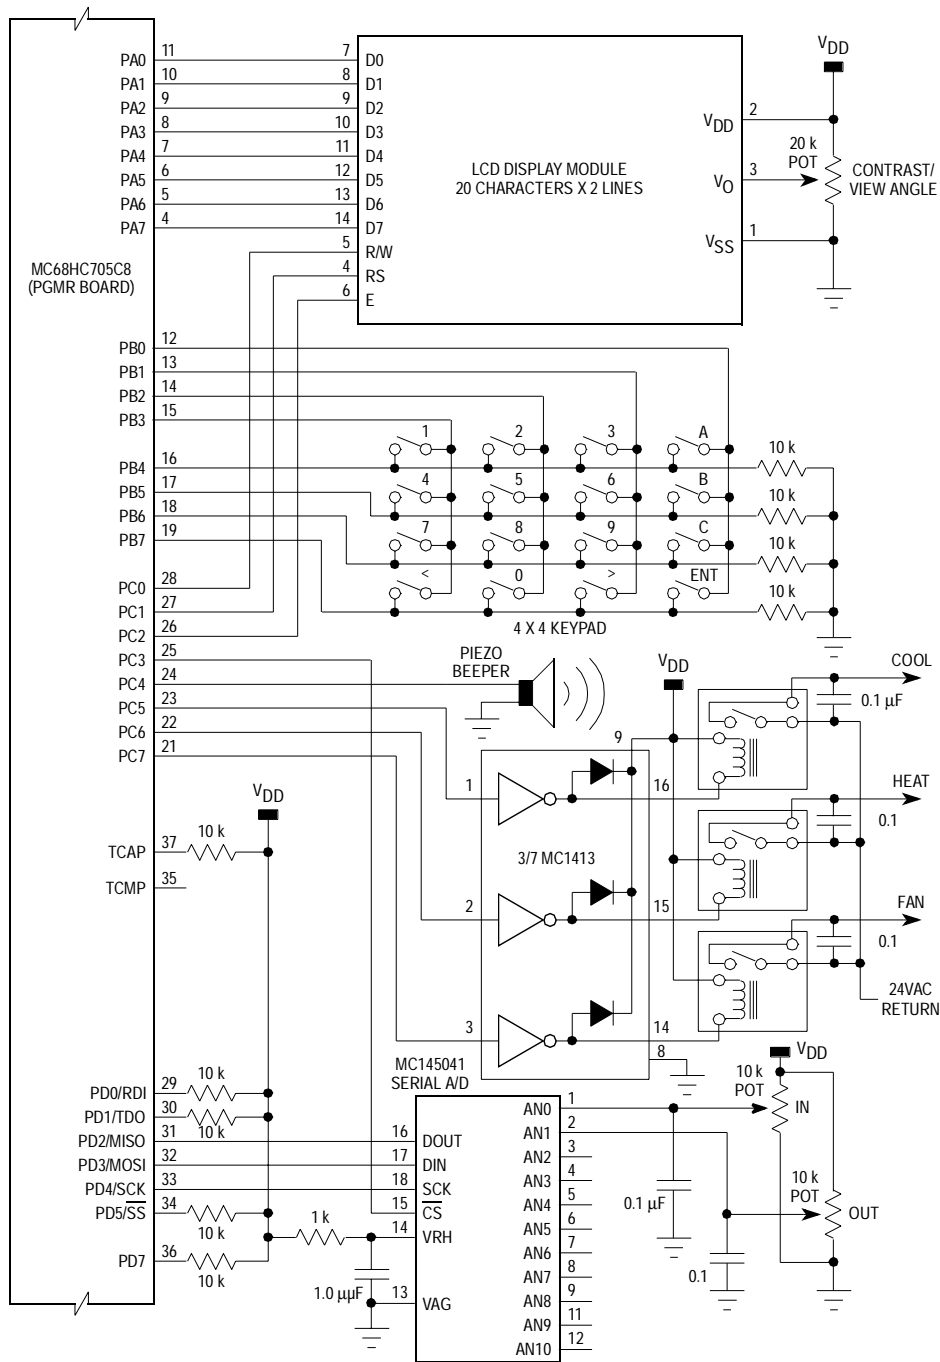 MC68HC705C8
(PGMR BOARD)
PA0 11 7 D0
PA1 10 8 D1
PA2 9 9 D2
PA3 8 10 D3
PA4 7 11 D4
PA5 6 12 D5
PA6 5 13 D6
PA7 4 14 D7
5 R/W
4 RS
6 E
LCD DISPLAY MODULE
20 CHARACTERS X 2 LINES
VDD
VDD 2
20 k
POT
VO 3
CONTRAST/
VIEW ANGLE
VSS 1
PB0 12
PB1 13
PB2 14
PB3 15
PB4 16
PB5 17
PB6 18
PB7 19
1 2 3 A
10 k
4 5 6 B
10 k
7 8 9 C
10 k
< 0 > ENT
10 k
4 X 4 KEYPAD
PC0 28
PC1 27
PC2 26
PC3 25
PC4 24
PC5 23
PC6 22
PC7 21
PIEZO
BEEPER
VDD
COOL
0.1 µF
9
1 16
HEAT
0.1
3/7 MC1413
2 15
FAN
0.1
24VAC
RETURN
3 14
8
VDD
TCAP 37 10 k
TCMP 35
PD0/RDI 29 10 k
PD1/TDO 30 10 k
PD2/MISO 31
PD3/MOSI 32
PD4/SCK 33
PD5/SS 34 10 k
PD7 36 10 k
1 k
1.0 µµF
MC145041
SERIAL A/D
16 DOUT
17 DIN
18 SCK
15 CS
14 VRH
13 VAG
AN0 1
AN1 2
AN2 3
AN3 4
AN4 5
AN5 6
AN6 7
AN7 8
AN8 9
AN9 11
AN10 12
VDD
10 k
POT
IN
0.1 µF
10 k
POT
OUT
0.1